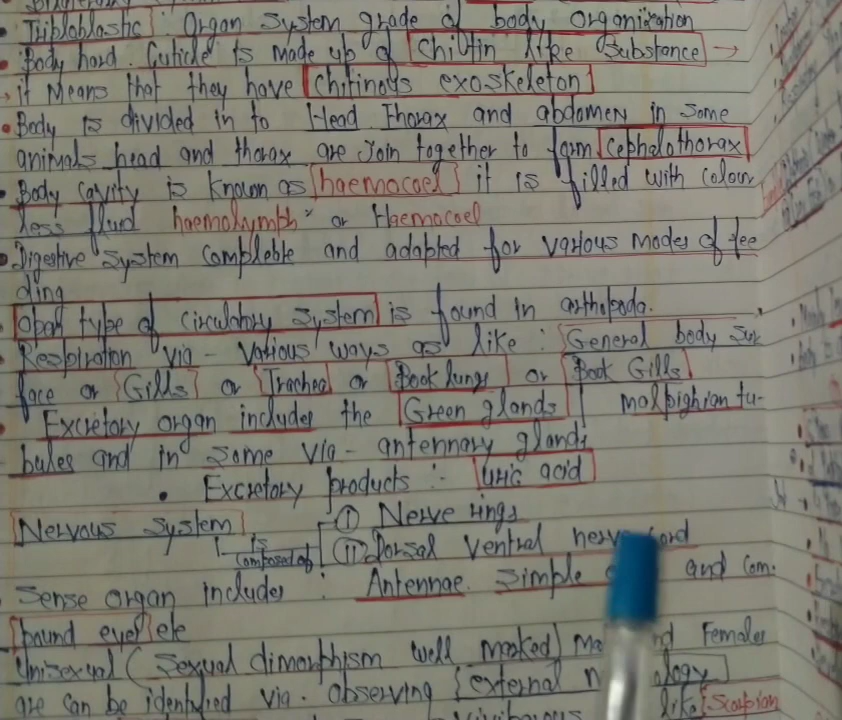 • Tribloblastic : Organ System grade of body organization
• Body hard. Cuticle is made up of chitin like Substance →
→ it Means that they have chitinous exoskeleton
• Body is divided in to Head Thorax and abdomen in some
animals head and thorax are Join together to form cephalothorax
• Body cavity is known as haemocoel it is filled with colour
less fluid haemolymph or Haemocoel
• Digestive System complete and adapted for various modes of fee
ding
Open type of circulatory system is found in arthopoda.
• Respiration via - various ways as like : General body sur
face or Gills or Trachea or Book lungs or Book Gills
• Excretory organ includes the Green glands / malpighian tu-
bules and in some via - antennary glands
• Excretory products :- uric acid
Nervous System is composed of ① Nerve rings
② Dorsal Ventral nerve cord
Sense organ includes : Antennae. Simple and com.
pound eyes etc
Unisexual (Sexual dimorphism well marked) Females
are can be identified via. observing external
like Scorpion